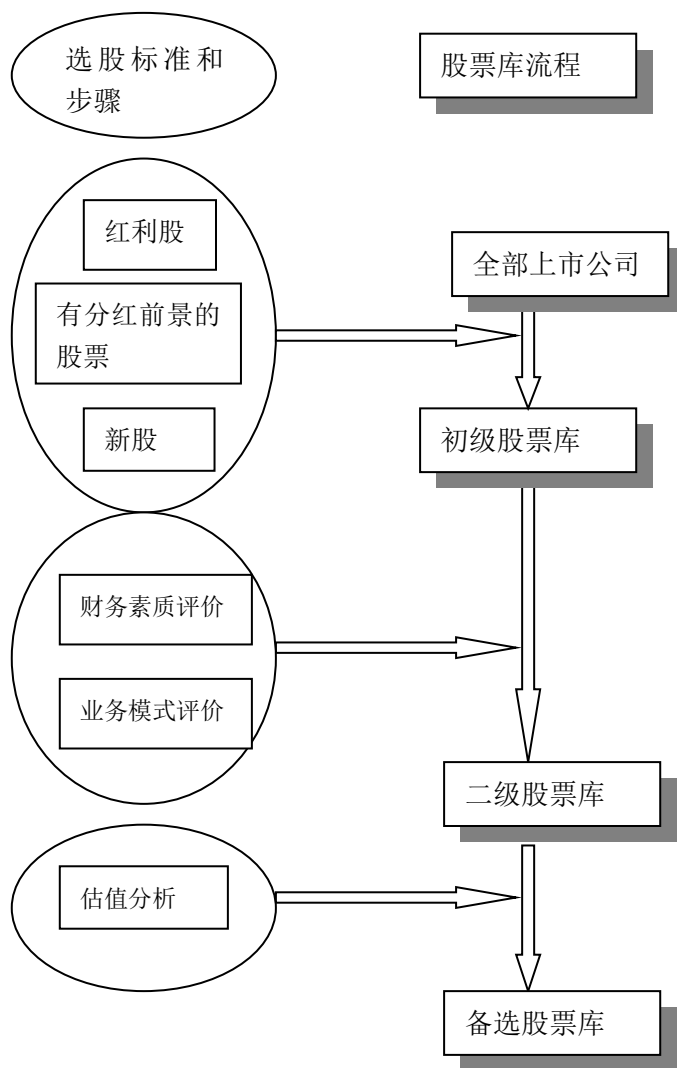 选股标准和
步骤
股票库流程
红利股
有分红前景的
股票
新股
全部上市公司
初级股票库
财务素质评价
业务模式评价
二级股票库
估值分析
备选股票库